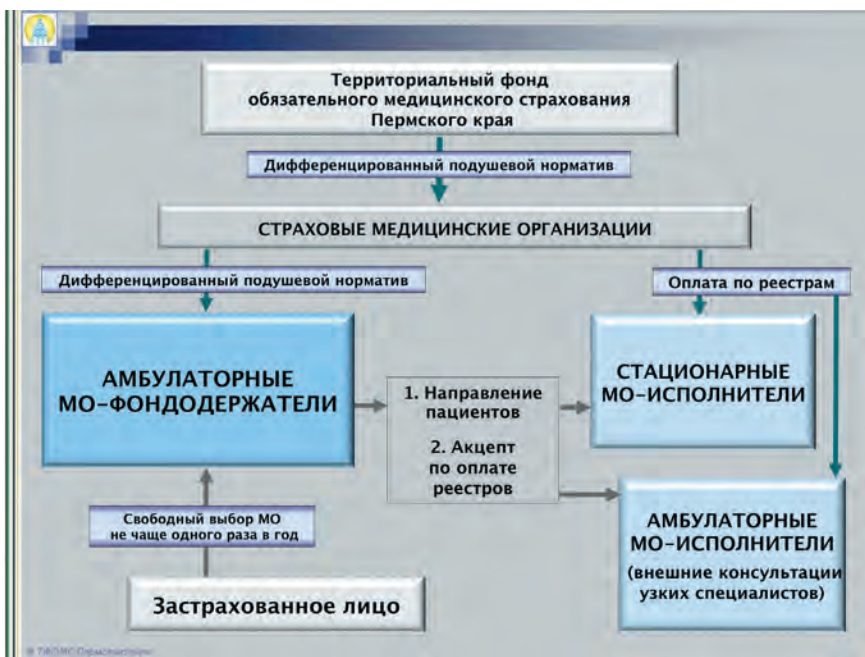 Территориальный фонд
обязательного медицинского страхования
Пермского края
Дифференцированный подушевой норматив
СТРАХОВЫЕ МЕДИЦИНСКИЕ ОРГАНИЗАЦИИ
Дифференцированный подушевой норматив
Оплата по реестрам
АМБУЛАТОРНЫЕ
МО-ФОНДОДЕРЖАТЕЛИ
1. Направление
пациентов
2. Акцепт
по оплате
реестров
СТАЦИОНАРНЫЕ
МО-ИСПОЛНИТЕЛИ
Свободный выбор МО
не чаще одного раза в год
АМБУЛАТОРНЫЕ
МО-ИСПОЛНИТЕЛИ
(внешние консультации
узких специалистов)
Застрахованное лицо